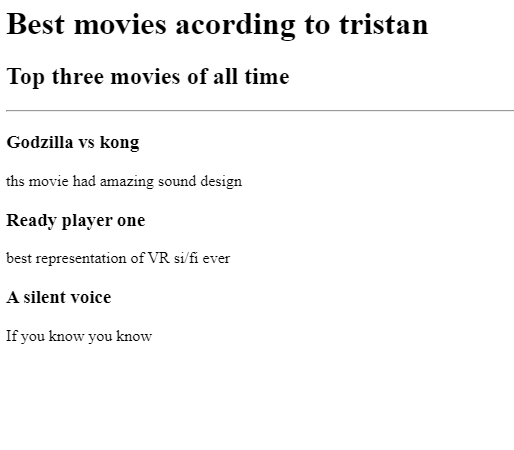 Best movies acording to tristan
Top three movies of all time
Godzilla vs kong
ths movie had amazing sound design
Ready player one
best representation of VR si/fi ever
A silent voice
If you know you know